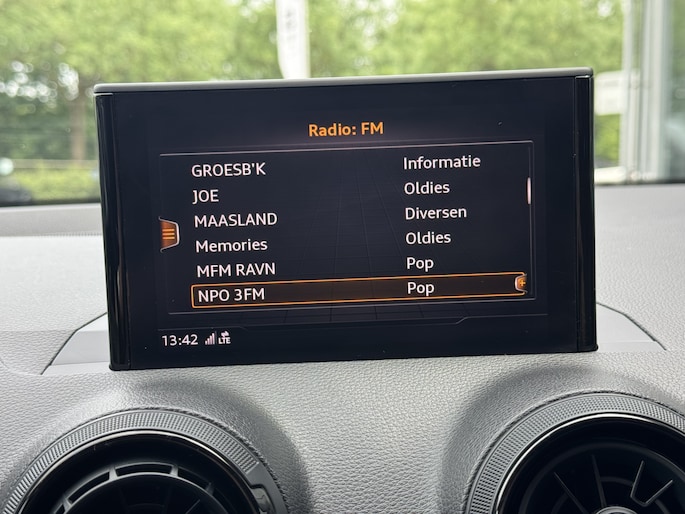 Radio: FM
GROESB'K Informatie
JOE Oldies
MAASLAND Diversen
Memories Oldies
MFM RAVN Pop
NPO 3FM Pop
13:42 LTE